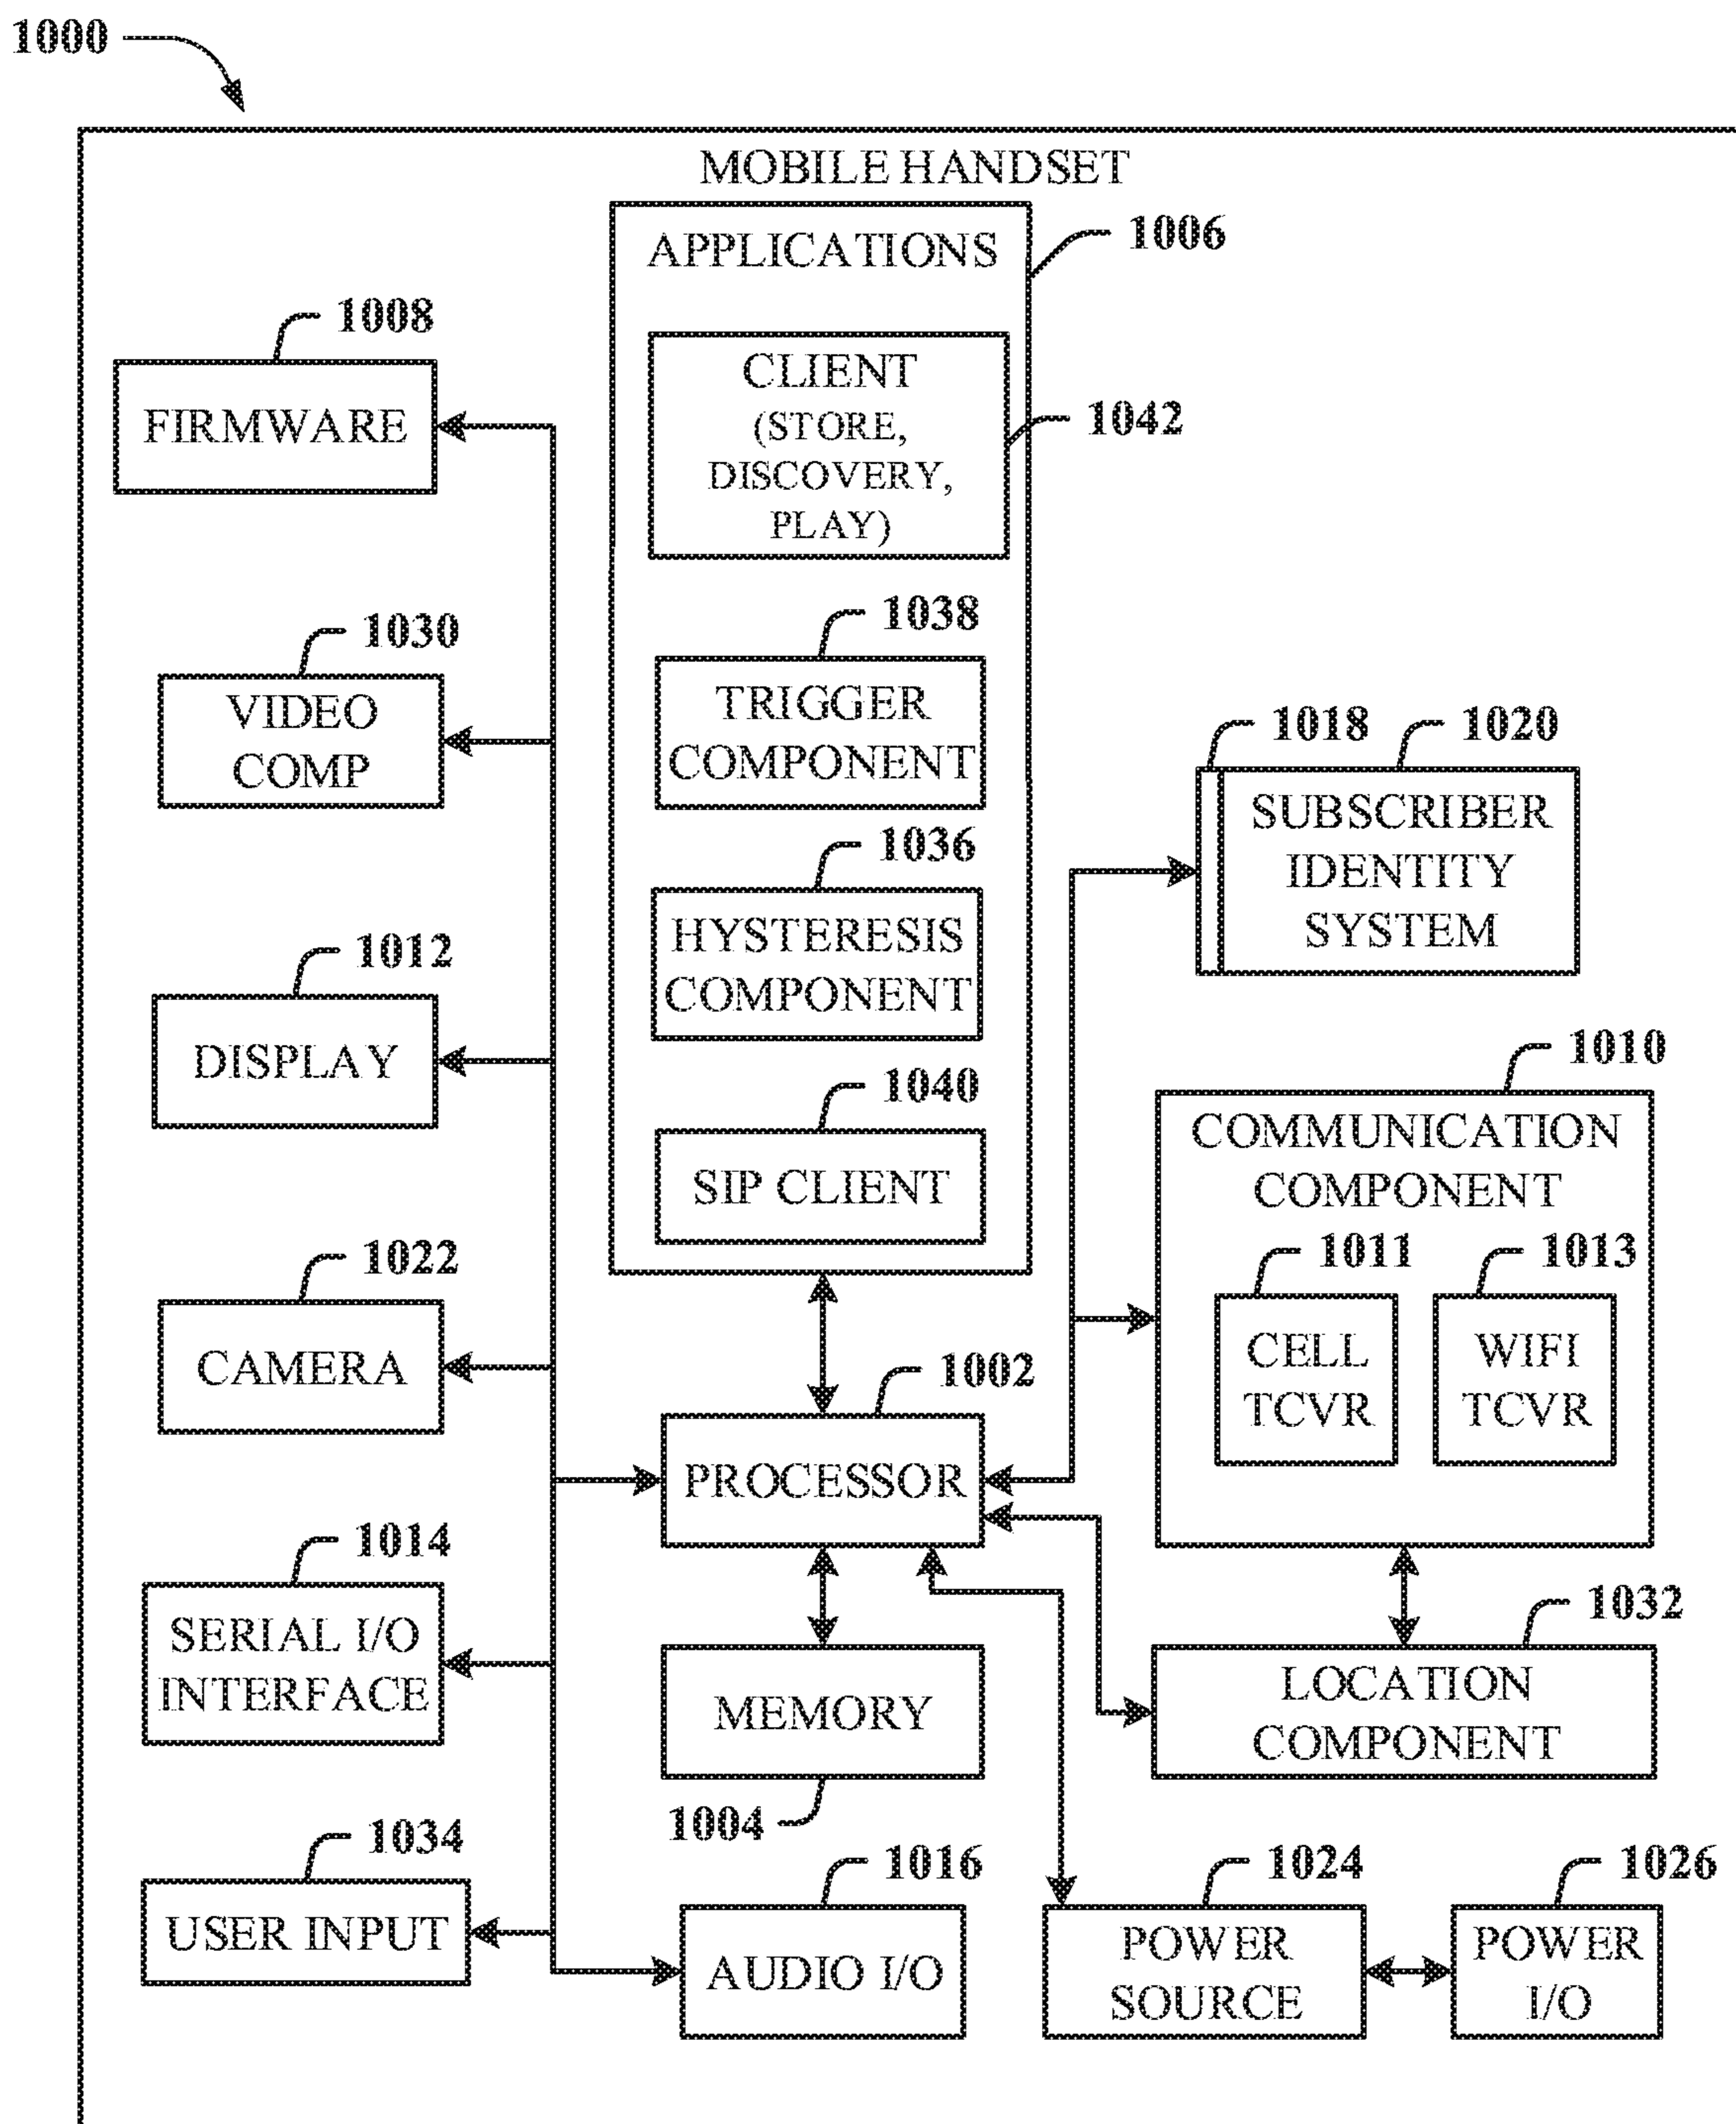 1000
MOBILE HANDSET
APPLICATIONS
1006
CLIENT
(STORE,
DISCOVERY,
PLAY)
1042
1038
TRIGGER
COMPONENT
1036
HYSTERESIS
COMPONENT
1040
SIP CLIENT
1008
FIRMWARE
1030
VIDEO
COMP
1012
DISPLAY
1022
CAMERA
1014
SERIAL I/O
INTERFACE
1034
USER INPUT
1002
PROCESSOR
MEMORY
1004
1016
AUDIO I/O
1018
1020
SUBSCRIBER
IDENTITY
SYSTEM
1010
COMMUNICATION
COMPONENT
1011
CELL
TCVR
1013
WIFI
TCVR
1032
LOCATION
COMPONENT
1024
POWER
SOURCE
1026
POWER
I/O